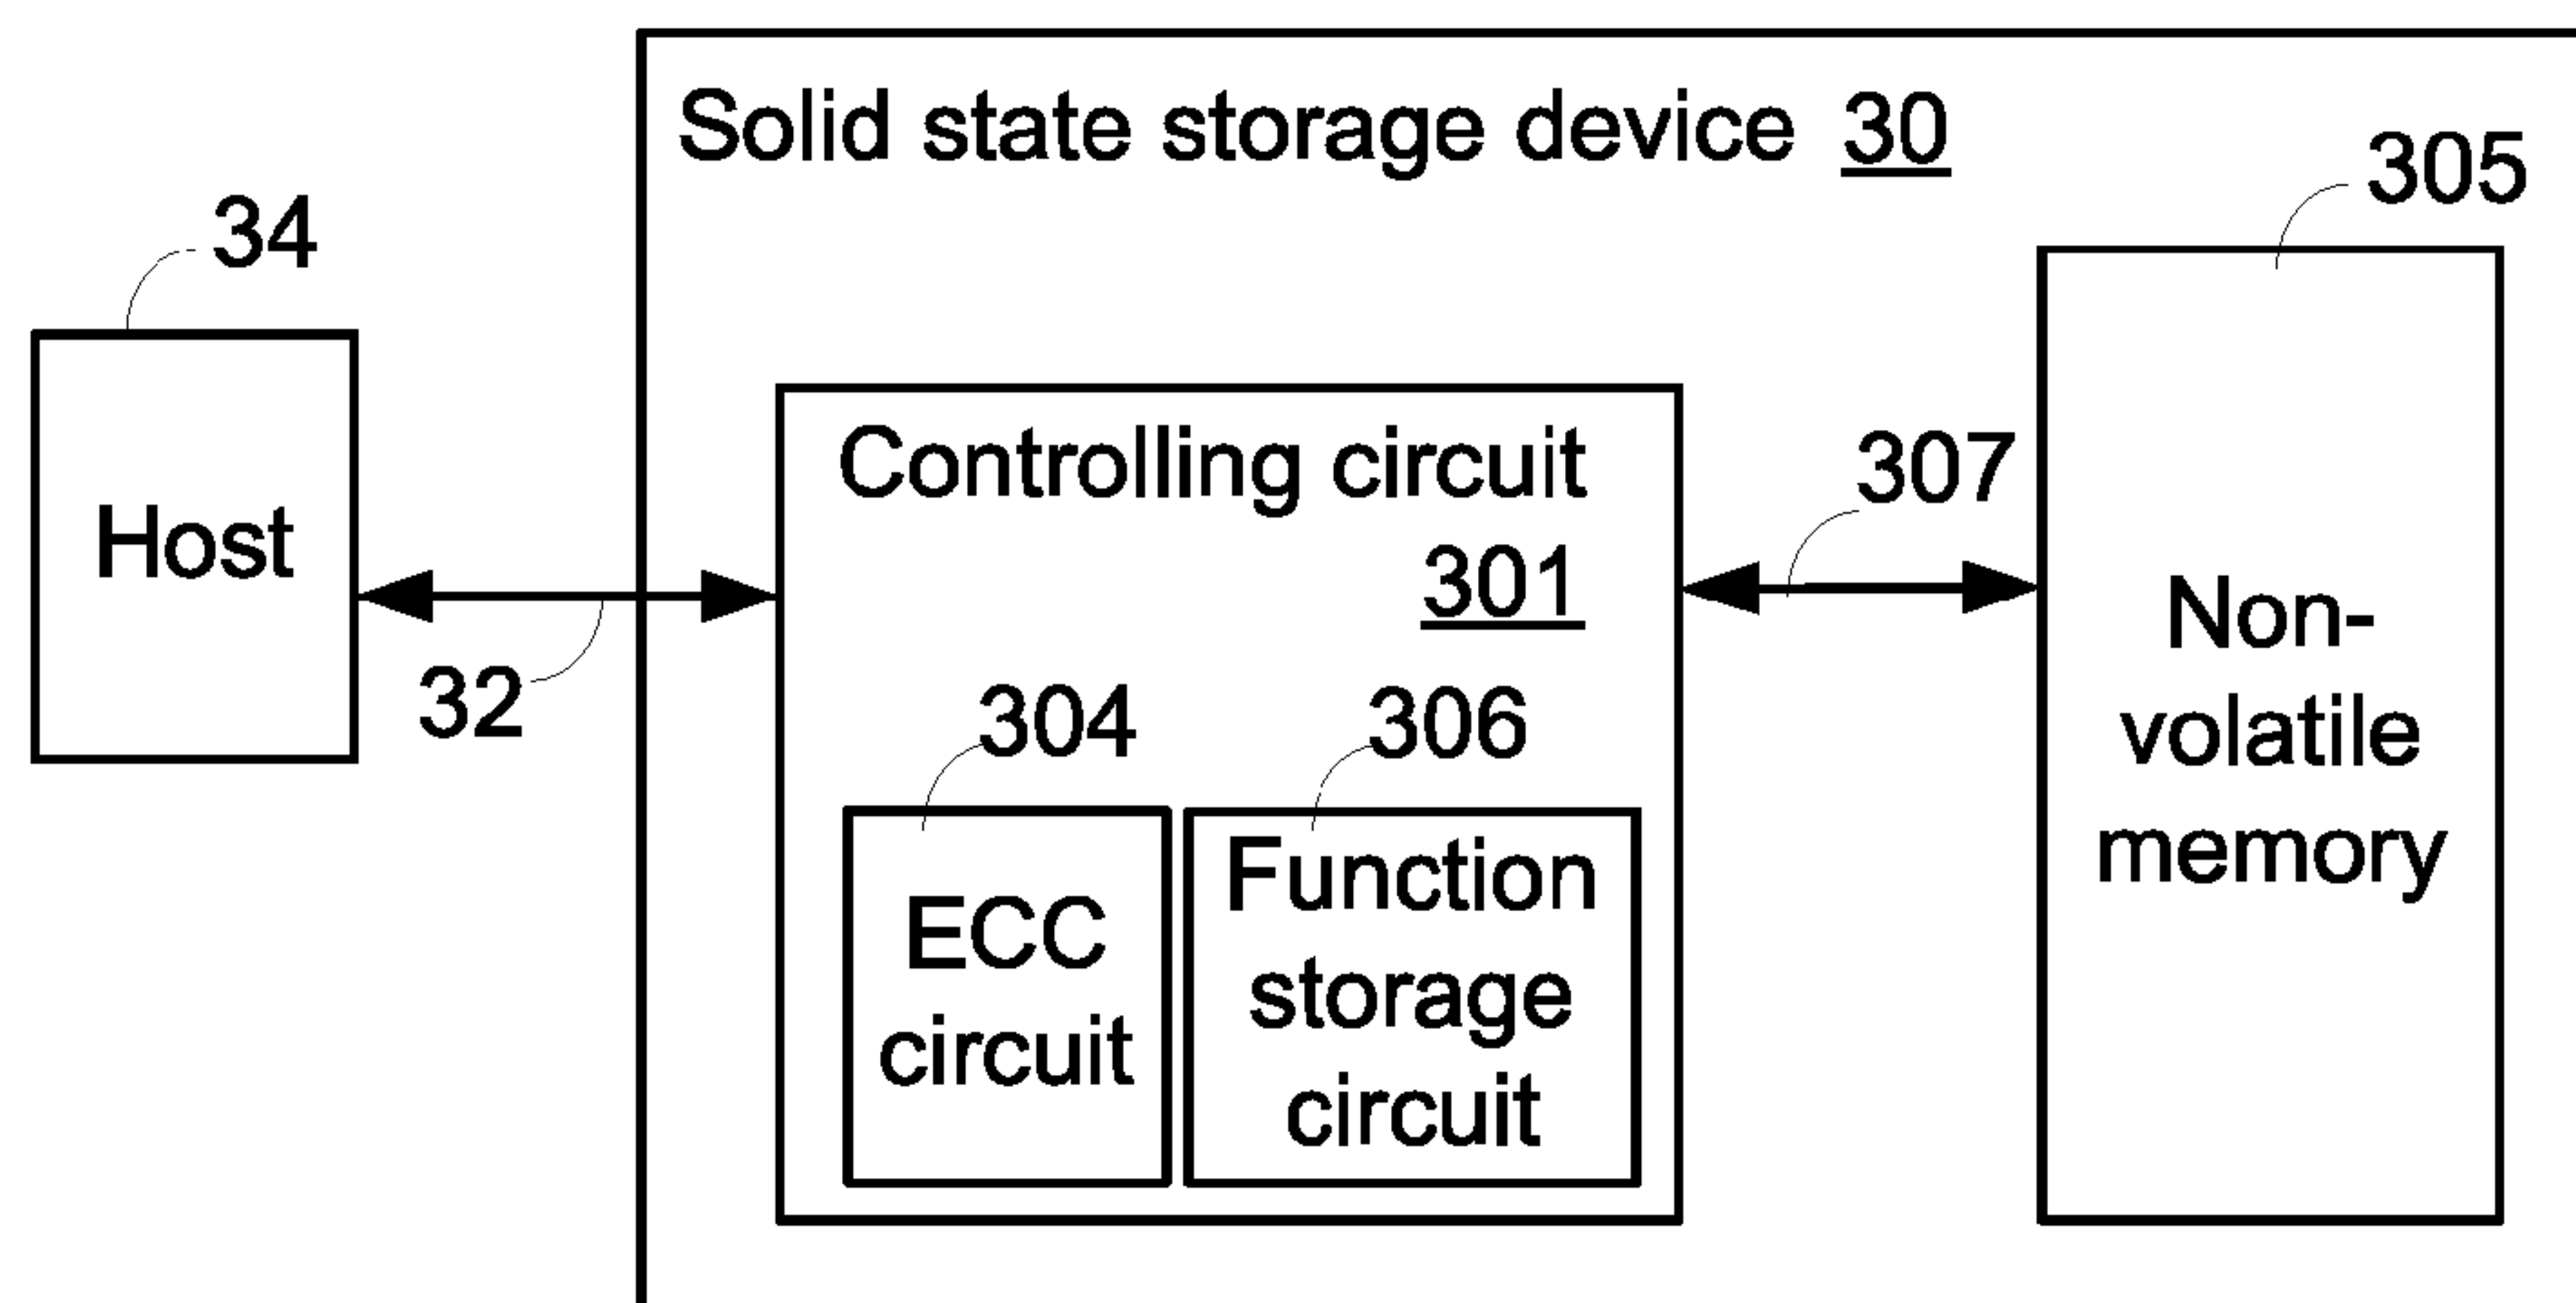 Solid state storage device 30
305
34
Host
32
Controlling circuit
301
307
304
306
ECC
circuit
Function
storage
circuit
Non-
volatile
memory